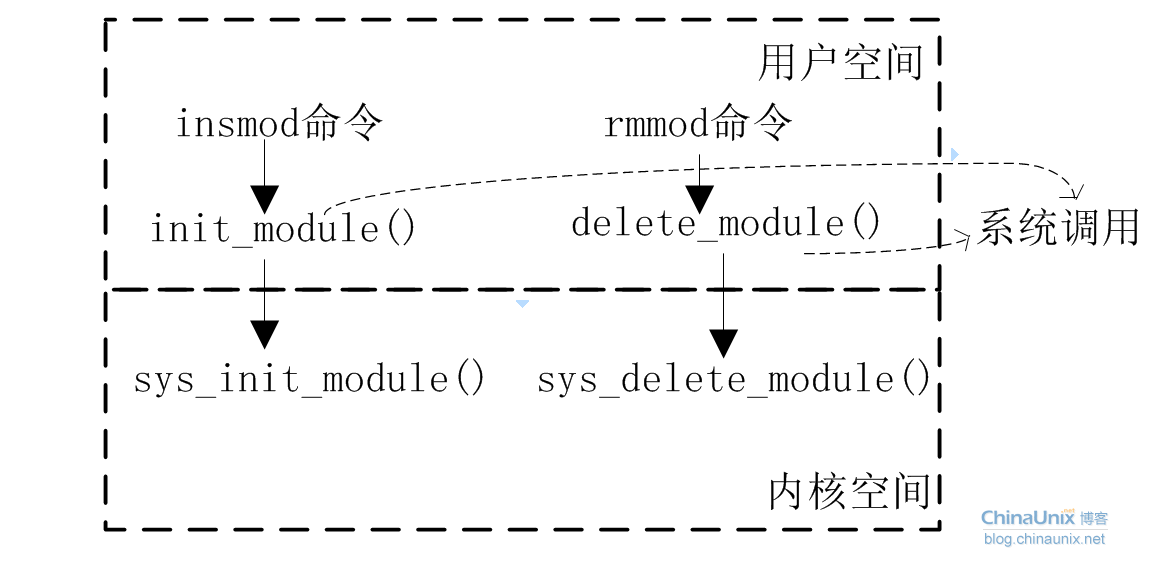 用户空间
insmod命令
rmmod命令
init_module()
delete_module()
系统调用
sys_init_module()
sys_delete_module()
内核空间
ChinaUnix.net 博客
blog.chinaunix.net